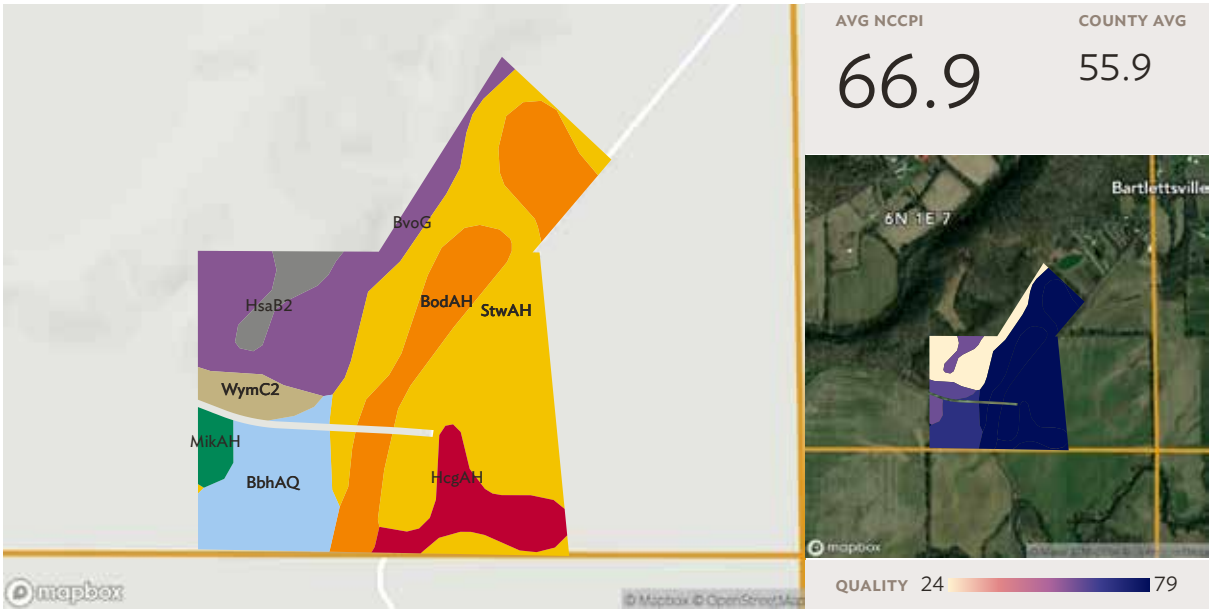 AVG NCCPI
COUNTY AVG
66.9
55.9
BvoG
HsaB2
BodAH
StwAH
WymC2
MikAH
HcgAH
BbhAQ
mapbox
© Mapbox © OpenStreetMap
Bartlettsville
6N 1E 7
mapbox
QUALITY 24 79